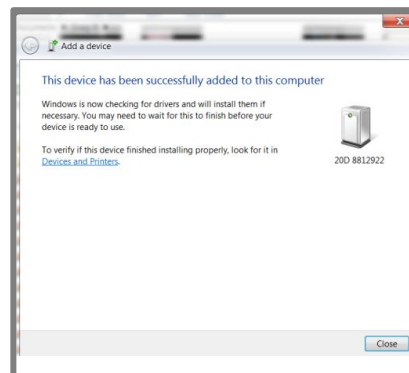 Add a device
This device has been successfully added to this computer
Windows is now checking for drivers and will install them if
necessary. You may need to wait for this to finish before your
device is ready to use.
To verify if this device finished installing properly, look for it in
Devices and Printers.
20D 8812922
Close